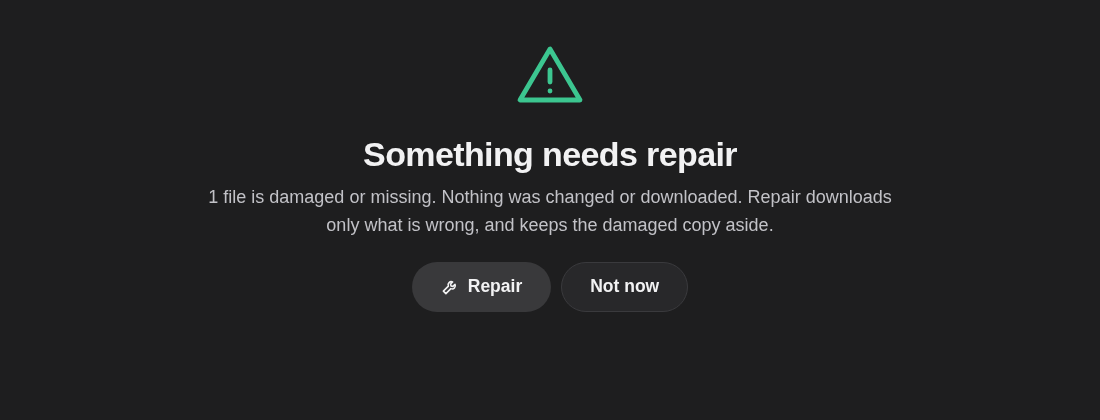 Something needs repair
1 file is damaged or missing. Nothing was changed or downloaded. Repair downloads
only what is wrong, and keeps the damaged copy aside.
Repair
Not now